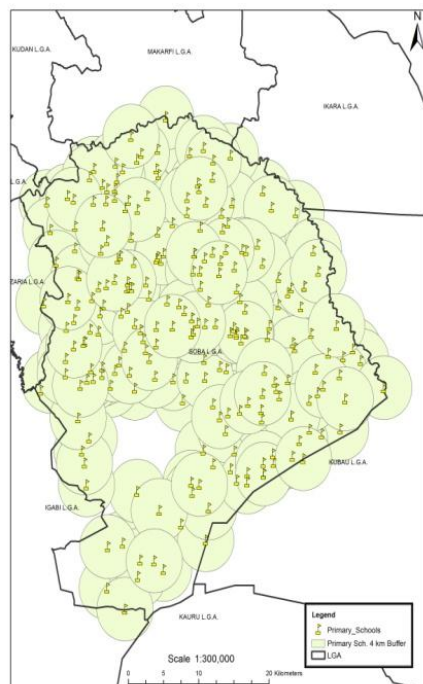 N
KUDAN L.G.A.
MAKARFI L.G.A.
IKARA L.G.A.
L.G.A.
ZARIA L.G.A.
SOBA L.G.A.
KUBAU L.G.A.
IGABI L.G.A.
KAURU L.G.A.
Legend
Primary_Schools
Primary Sch. 4 km Buffer
LGA
Scale 1:300,000
20 Kilometers
20 10 0